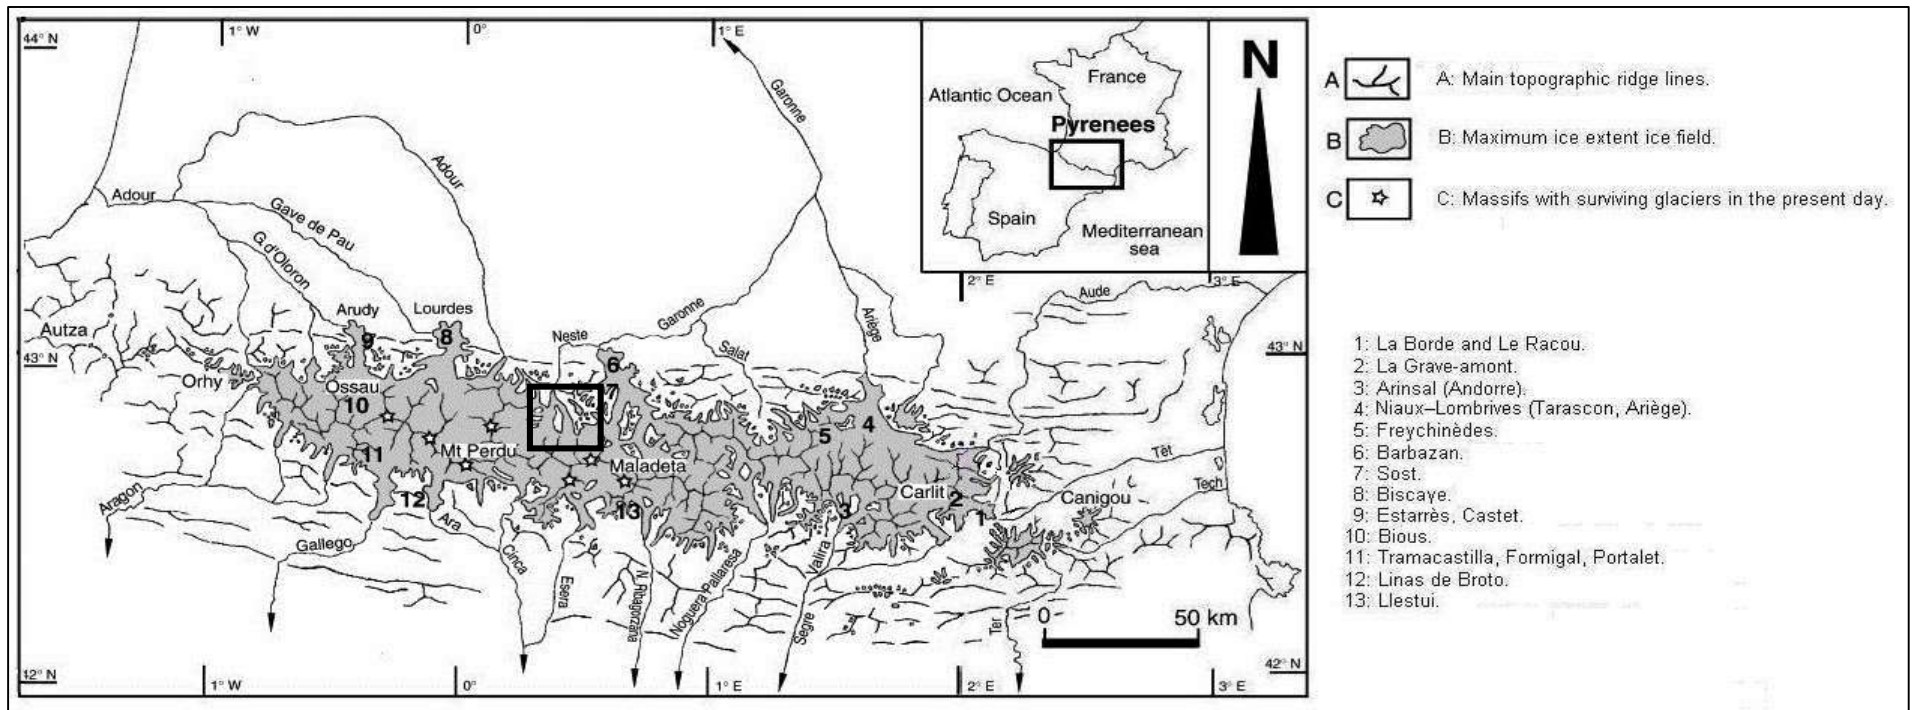 44° N
1° W
0°
1° E
N
France
Atlantic Ocean
Pyrenees
Spain
Mediterranean
sea
2° E
3° E
Garonne
Adour
Adour
Gave de Pau
G.d'Oloron
Arudy
Lourdes
Neste
Garonne
Salat
Ariège
Aude
Autza
43° N
43° N
Orhy
9
8
6
7
Ossau
10
4
5
11
Mt Perdu
Maladeta
Têt
Tech
12
13
Carlit
2
Canigou
3
1
Aragon
Ara
Gallego
Cinca
Esera
N. Ribagorzana
Noguera Pallaresa
Valira
Segre
Ter
0
50 km
12° N
42° N
1° W
0°
1° E
2° E
3° E
A
A: Main topographic ridge lines.
B
B: Maximum ice extent ice field.
C
C: Massifs with surviving glaciers in the present day.
1: La Borde and Le Racou.
2: La Grave-amont.
3: Arinsal (Andorre).
4: Niaux–Lombrives (Tarascon, Ariège).
5: Freychinèdes.
6: Barbazan.
7: Sost.
8: Biscaye.
9: Estarrès, Castet.
10: Bious.
11: Tramacastilla, Formigal, Portalet.
12: Linas de Broto.
13: Llestui.